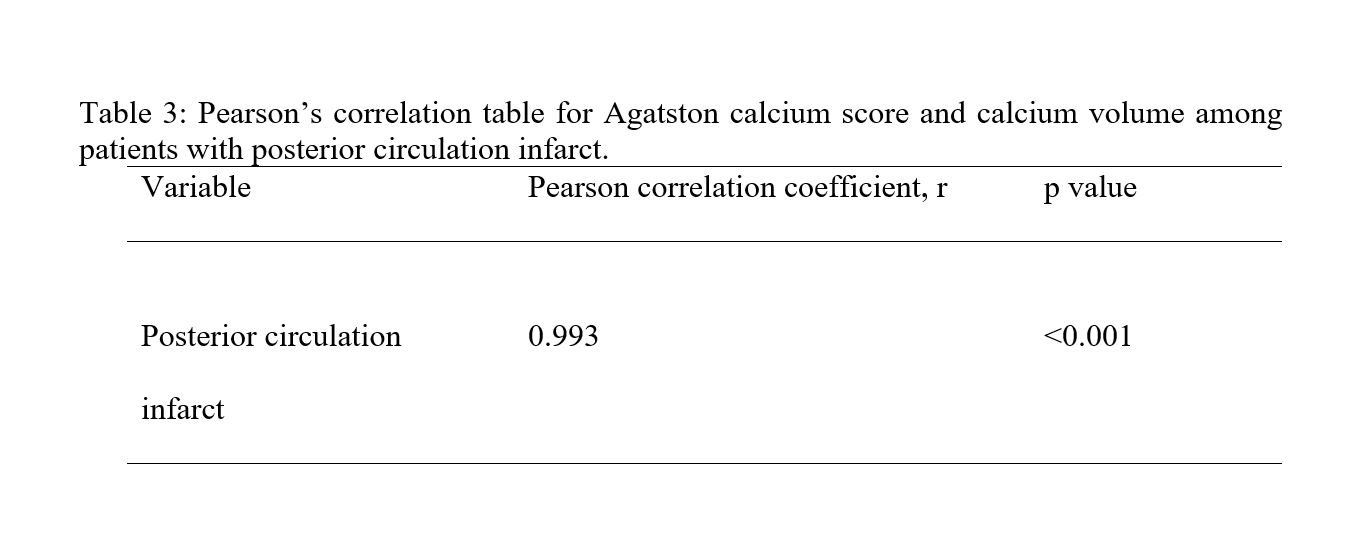 Table 3: Pearson’s correlation table for Agatston calcium score and calcium volume among
patients with posterior circulation infarct.
Variable Pearson correlation coefficient, r p value
Posterior circulation 0.993 <0.001
infarct